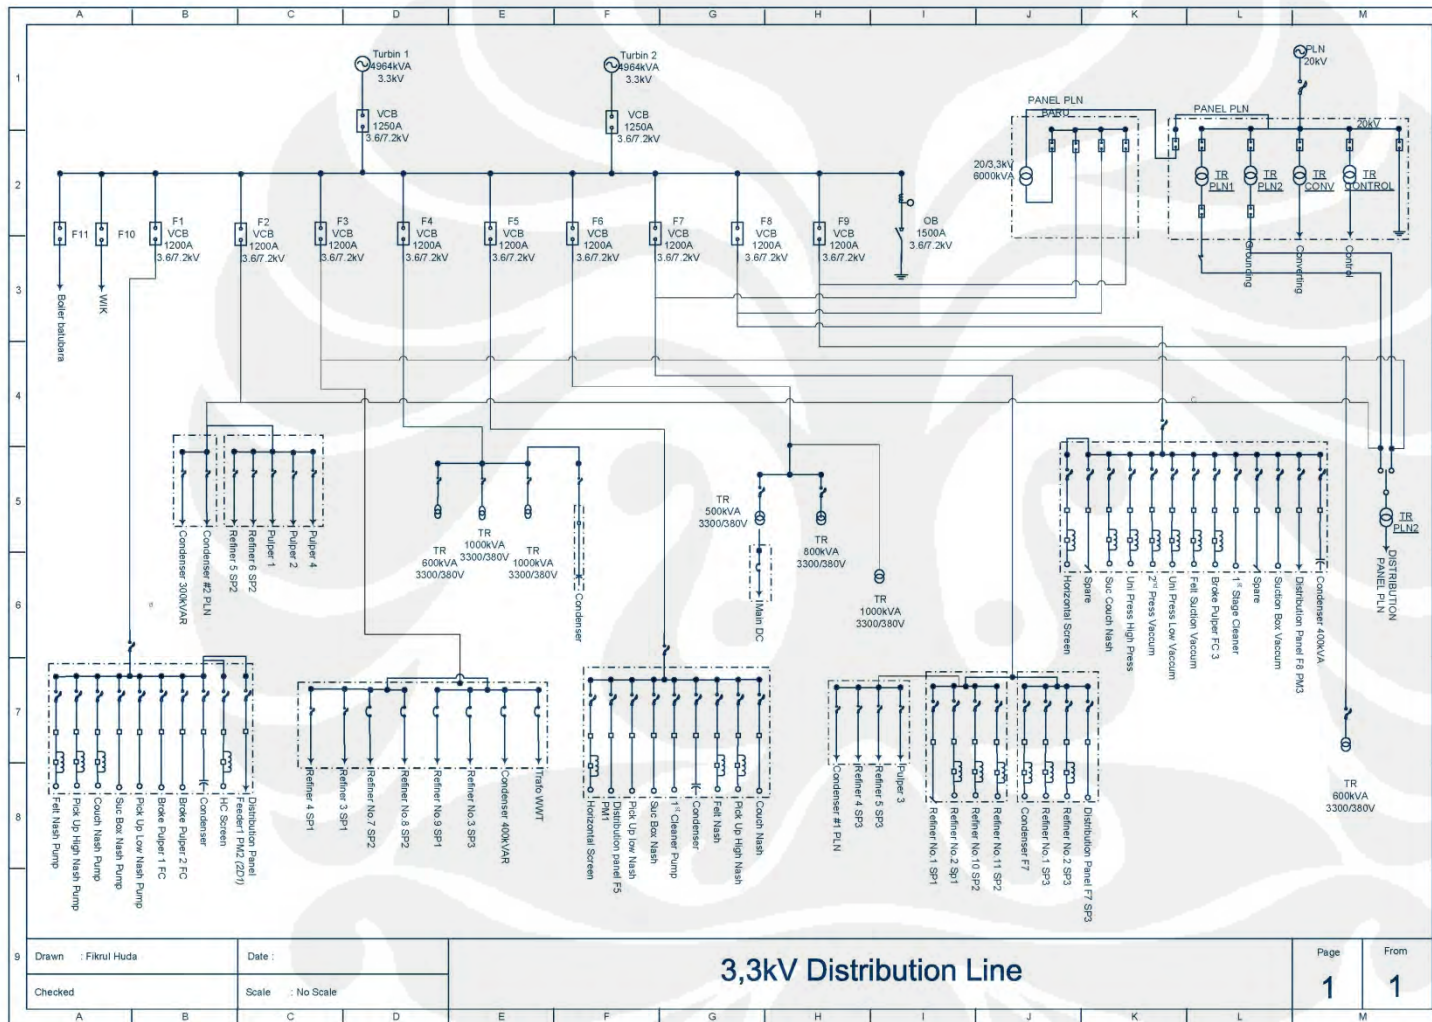 A B C D E F G H I J K L M
1
2
3
4
5
6
7
8
9
Turbin 1
4964kVA
3.3kV
Turbin 2
4964kVA
3.3kV
PLN
20kV
VCB
1250A
3.6/7.2kV
VCB
1250A
3.6/7.2kV
PANEL PLN
BARU
20/3,3kV
6000kVA
PANEL PLN
20kV
TR
PLN1
TR
PLN2
TR
CONV
TR
CONTROL
Grounding
Converting
Control
F11
F10
F1
VCB
1200A
3.6/7.2kV
F2
VCB
1200A
3.6/7.2kV
F3
VCB
1200A
3.6/7.2kV
F4
VCB
1200A
3.6/7.2kV
F5
VCB
1200A
3.6/7.2kV
F6
VCB
1200A
3.6/7.2kV
F7
VCB
1200A
3.6/7.2kV
F8
VCB
1200A
3.6/7.2kV
F9
VCB
1200A
3.6/7.2kV
OB
1500A
3.6/7.2kV
Boiler batubara
WIK
Condenser 300kVAR
Condenser #2 PLN
Refiner 5 SP2
Refiner 6 SP2
Pulper 1
Pulper 2
Pulper 4
TR
600kVA
3300/380V
TR
1000kVA
3300/380V
TR
1000kVA
3300/380V
Condenser
TR
500kVA
3300/380V
Main DC
TR
800kVA
3300/380V
TR
1000kVA
3300/380V
Horizontal Screen
Spare
Suc Couch Nash
Uni Press High Press
2nd Press Vaccum
Uni Press Low Vaccum
Felt Suction Vaccum
Broke Pulper FC 3
1st Stage Cleaner
Spare
Suction Box Vaccum
Distribution Panel F8 PM3
Condenser 400kVA
TR
PLN2
DISTRIBUTION
PANEL PLN
TR
600kVA
3300/380V
Felt Nash Pump
Pick Up High Nash Pump
Couch Nash Pump
Suc Box Nash Pump
Pick Up Low Nash Pump
Broke Pulper 1 FC
Broke Pulper 2 FC
Condenser
HC Screen
Distribution Panel
Feeder1 PM2 (2D1)
Refiner 4 SP1
Refiner 3 SP1
Refiner No.7 SP2
Refiner No.8 SP2
Refiner No.9 SP1
Refiner No.3 SP3
Condenser 400kVAR
Trafo WWT
Horizontal Screen
Distribution panel F5
PM1
Pick Up low Nash
Suc Box Nash
1st Cleaner Pump
Condenser
Felt Nash
Pick Up High Nash
Couch Nash
Condenser #1 PLN
Refiner 4 SP3
Refiner 5 SP3
Pulper 3
Refiner No.1 SP1
Refiner No.2 Sp1
Refiner No.10 SP2
Refiner No.11 SP2
Condenser F7
Refiner No.1 SP3
Refiner No.2 SP3
Distribution Panel F7 SP3
Drawn : Fikrul Huda
Date :
Checked
Scale : No Scale
3,3kV Distribution Line
Page
1
From
1
A B C D E F G H I J K L M